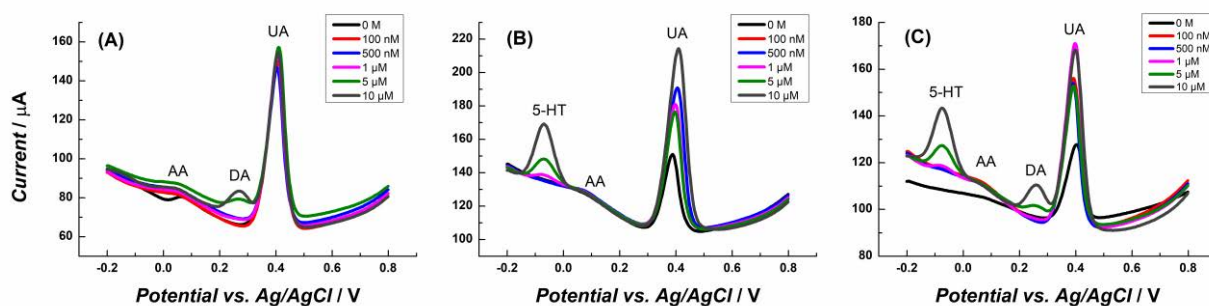 (A)
UA
AA
DA
0 M
100 nM
500 nM
1 µM
5 µM
10 µM
160
140
120
100
80
60
-0.2 0.0 0.2 0.4 0.6 0.8
Current / µA
Potential vs. Ag/AgCl / V
(B)
UA
5-HT
AA
0 M
100 nM
500 nM
1 µM
5 µM
10 µM
220
200
180
160
140
120
100
-0.2 0.0 0.2 0.4 0.6 0.8
Potential vs. Ag/AgCl / V
(C)
UA
5-HT
AA
DA
0 M
100 nM
500 nM
1 µM
5 µM
10 µM
180
160
140
120
100
80
-0.2 0.0 0.2 0.4 0.6 0.8
Potential vs. Ag/AgCl / V